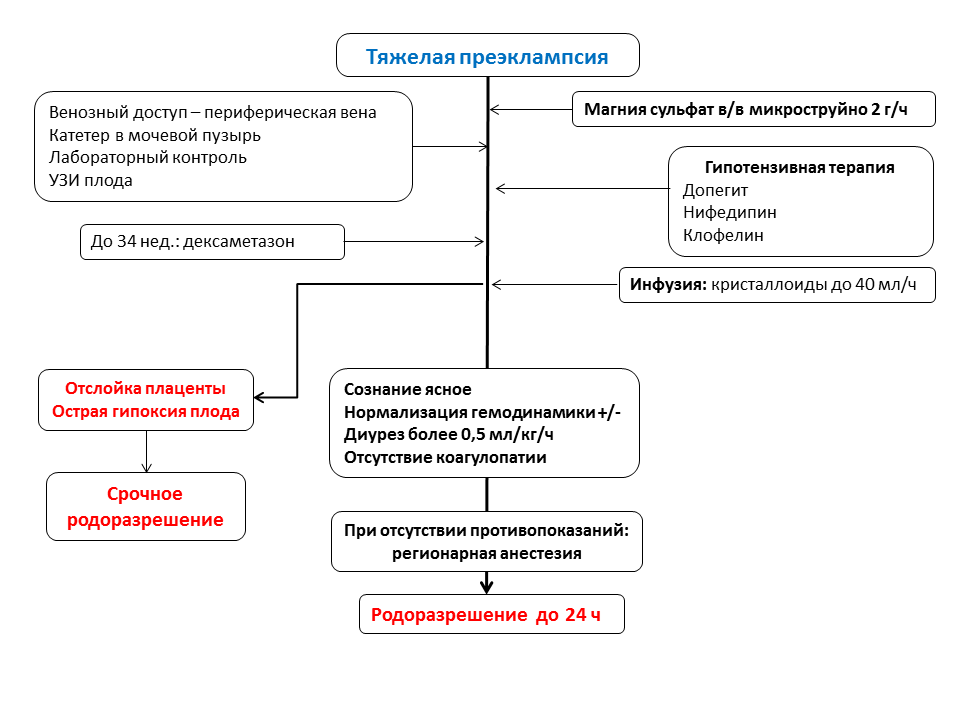 Тяжелая преэклампсия
Венозный доступ – периферическая вена
Катетер в мочевой пузырь
Лабораторный контроль
УЗИ плода
Магния сульфат в/в микроструйно 2 г/ч
Гипотензивная терапия
Допегит
Нифедипин
Клофелин
До 34 нед.: дексаметазон
Инфузия: кристаллоиды до 40 мл/ч
Отслойка плаценты
Острая гипоксия плода
Срочное
родоразрешение
Сознание ясное
Нормализация гемодинамики +/-
Диурез более 0,5 мл/кг/ч
Отсутствие коагулопатии
При отсутствии противопоказаний:
регионарная анестезия
Родоразрешение до 24 ч